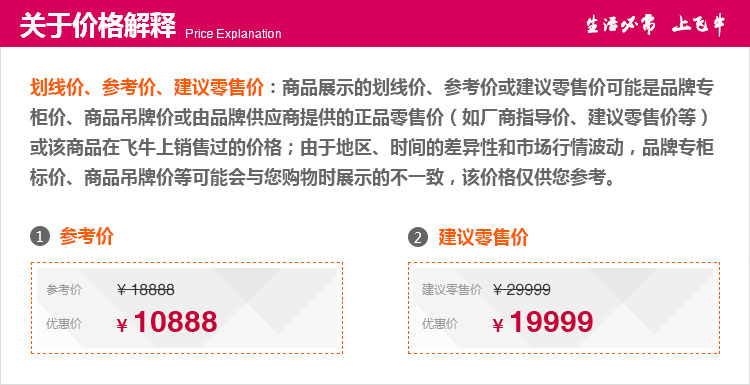 关于价格解释 Price Explanation 生活必常 上飞牛
划线价、参考价、建议零售价：商品展示的划线价、参考价或建议零售价可能是品牌专
柜价、商品吊牌价或由品牌供应商提供的正品零售价（如厂商指导价、建议零售价等）
或该商品在飞牛上销售过的价格；由于地区、时间的差异性和市场行情波动，品牌专柜
标价、商品吊牌价等可能会与您购物时展示的不一致，该价格仅供您参考。
1 参考价
参考价 ¥ 18888
优惠价 ¥ 10888
2 建议零售价
建议零售价 ¥ 29999
优惠价 ¥ 19999